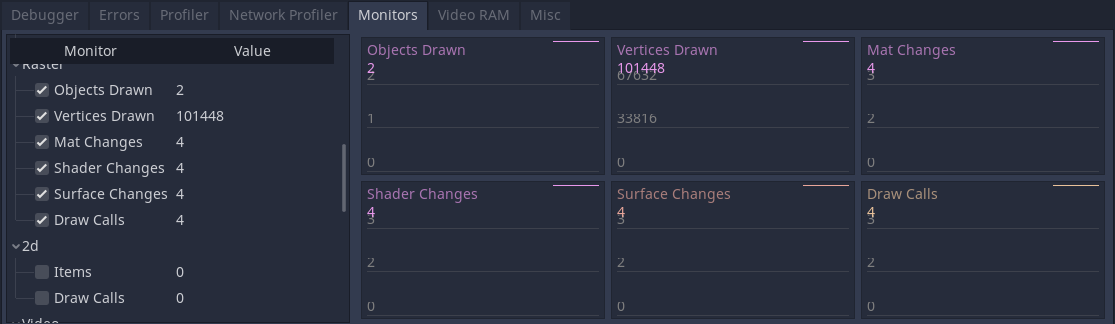 Debugger Errors Profiler Network Profiler Monitors Video RAM Misc
Monitor Value
Raster
Objects Drawn 2
Vertices Drawn 101448
Mat Changes 4
Shader Changes 4
Surface Changes 4
Draw Calls 4
2d
Items 0
Draw Calls 0
Video
Objects Drawn
2
2
1
0
Vertices Drawn
101448
67632
33816
0
Mat Changes
4
3
2
0
Shader Changes
4
3
2
0
Surface Changes
4
3
2
0
Draw Calls
4
3
2
0